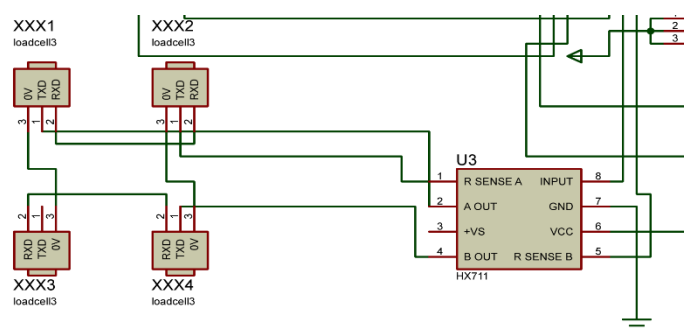 XXX1
loadcell3
XXX2
loadcell3
1
2
3
0V
TXD
RXD
0V
TXD
RXD
3
1
2
3
1
2
U3
1
R SENSE A
INPUT
8
2
A OUT
GND
7
3
+VS
VCC
6
4
B OUT
R SENSE B
5
HX711
2
1
3
2
1
3
RXD
TXD
0V
RXD
TXD
0V
XXX3
loadcell3
XXX4
loadcell3